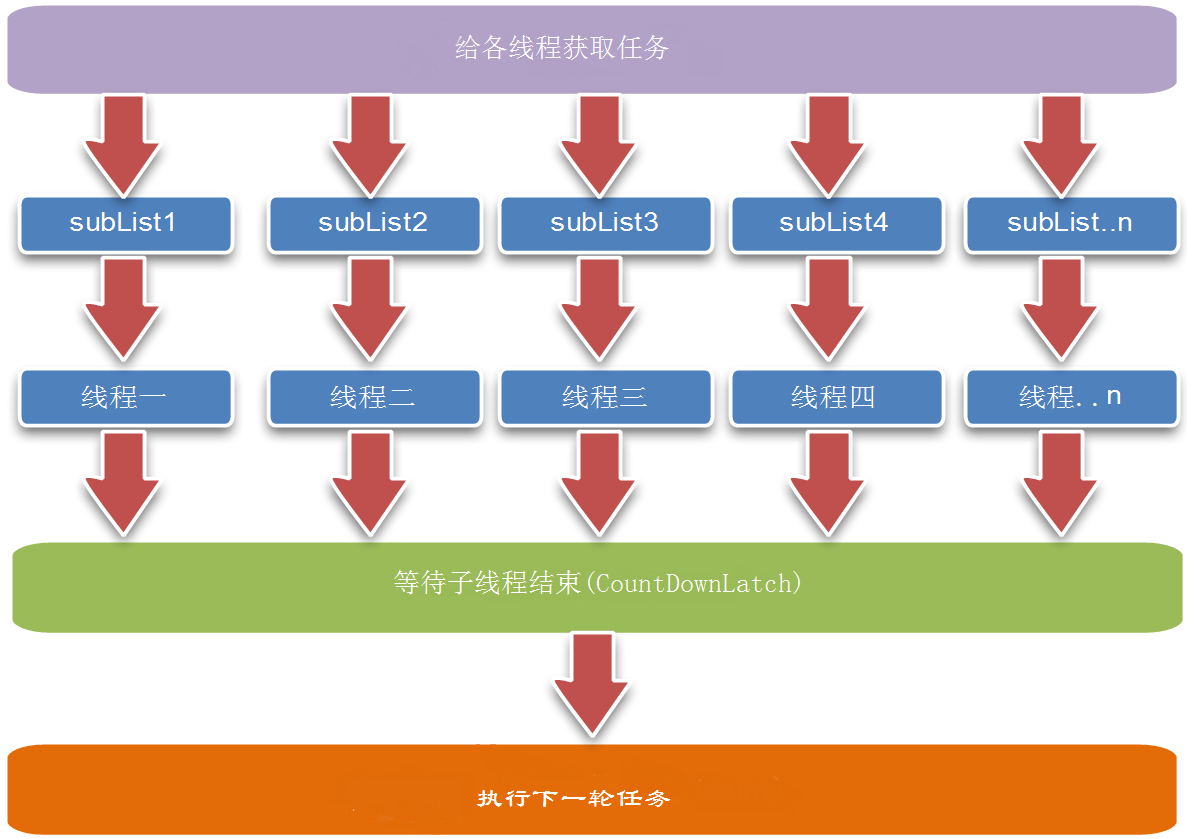 给各线程获取任务
subList1
subList2
subList3
subList4
subList..n
线程一
线程二
线程三
线程四
线程..n
等待子线程结束(CountDownLatch)
执行下一轮任务